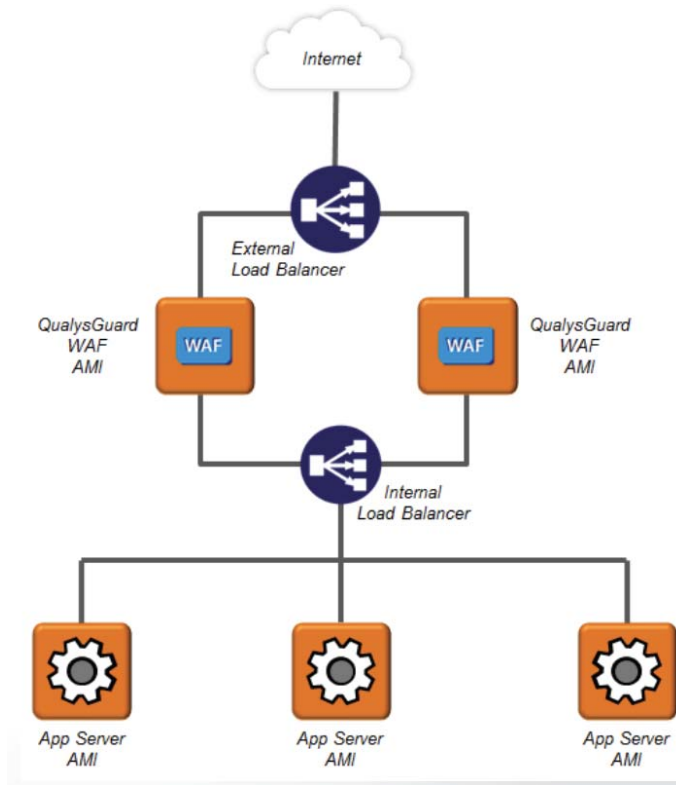 Internet
External
Load Balancer
QualysGuard
WAF
AMI
WAF
WAF
QualysGuard
WAF
AMI
Internal
Load Balancer
App Server
AMI
App Server
AMI
App Server
AMI